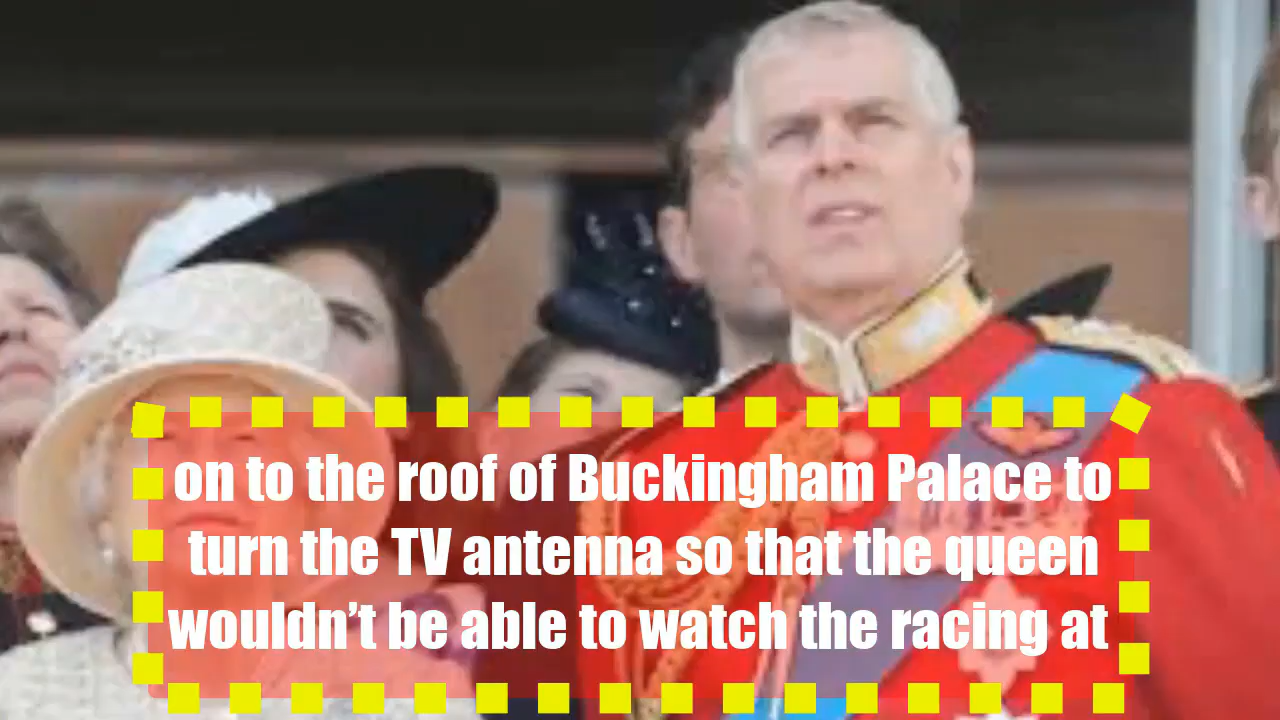 on to the roof of Buckingham Palace to
turn the TV antenna so that the queen
wouldn’t be able to watch the racing at